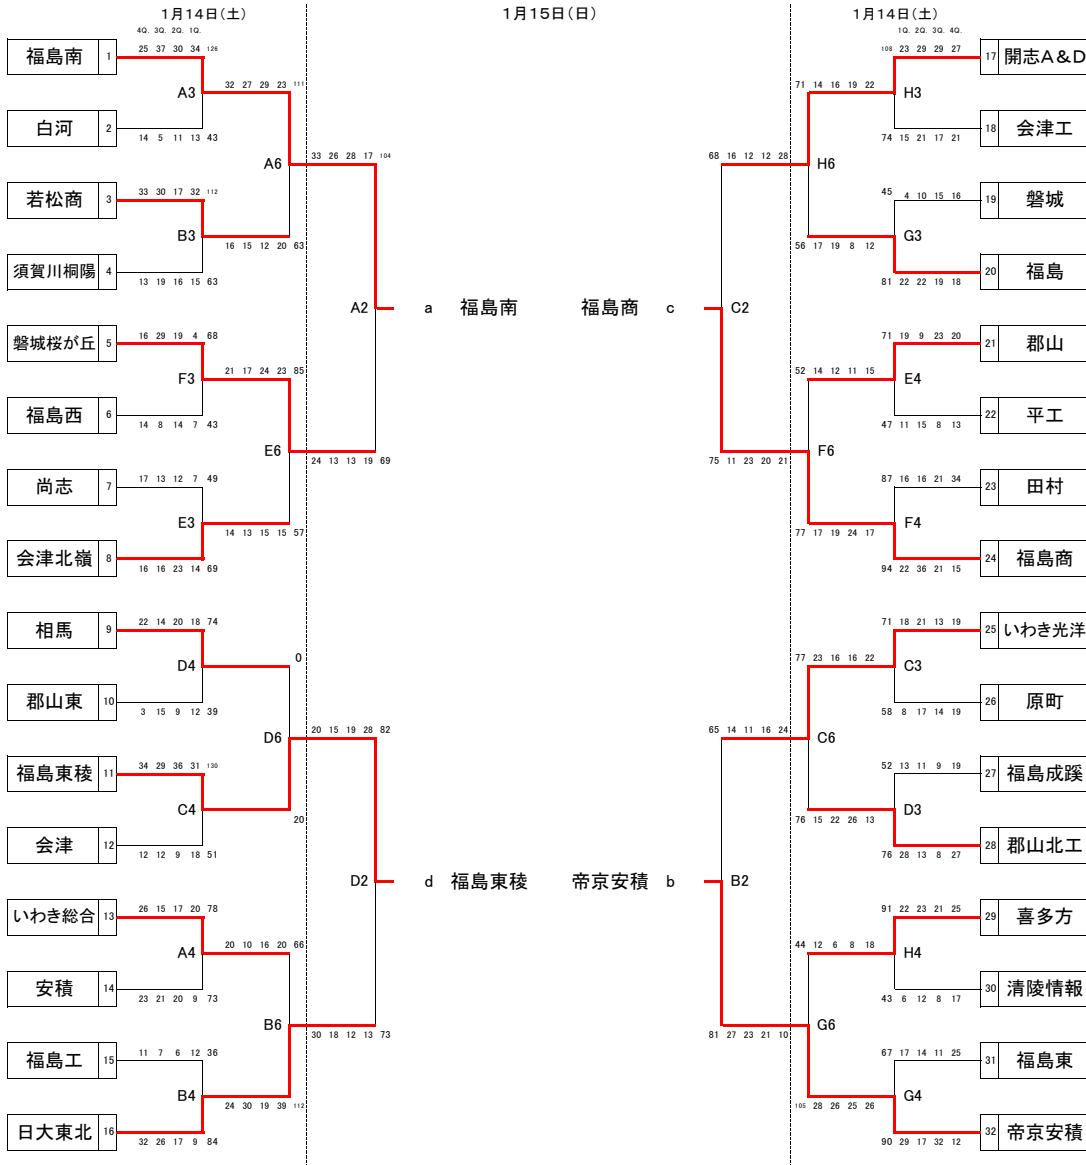 1月14日(土) 1月15日(日) 1月14日(土)
4Q. 3Q. 2Q. 1Q. 1Q. 2Q. 3Q. 4Q.
福島南 1 25 37 30 34 126 108 23 29 29 27 17 開志A&D
A3 32 27 29 23 111 71 14 16 19 22 H3
白河 2 14 5 11 13 43 74 15 21 17 21 18 会津工
A6 33 26 28 17 104 68 16 12 12 28 H6
若松商 3 33 30 17 32 112 45 4 10 15 16 19 磐城
B3 16 15 12 20 63 56 17 19 8 12 G3
須賀川桐陽 4 13 19 16 15 63 81 22 22 19 18 20 福島
A2 a 福島南 福島商 c C2
磐城桜が丘 5 16 29 19 4 68 71 19 9 23 20 21 郡山
F3 21 17 24 23 85 52 14 12 11 15 E4
福島西 6 14 8 14 7 43 47 11 15 8 13 22 平工
E6 24 13 13 19 69 75 11 23 20 21 F6
尚志 7 17 13 12 7 49 87 16 16 21 34 23 田村
E3 14 13 15 15 57 77 17 19 24 17 F4
会津北嶺 8 16 16 23 14 69 94 22 36 21 15 24 福島商
相馬 9 22 14 20 18 74 71 18 21 13 19 25 いわき光洋
D4 0 77 23 16 16 22 C3
郡山東 10 3 15 9 12 39 58 8 17 14 19 26 原町
D6 20 15 19 28 82 65 14 11 16 24 C6
福島東稜 11 34 29 36 31 130 52 13 11 9 19 27 福島成蹊
C4 20 76 15 22 26 13 D3
会津 12 12 12 9 18 51 76 28 13 8 27 28 郡山北工
D2 d 福島東稜 帝京安積 b B2
いわき総合 13 26 15 17 20 78 91 22 23 21 25 29 喜多方
A4 20 10 16 20 66 44 12 6 8 18 H4
安積 14 23 21 20 9 73 43 6 12 8 17 30 清陵情報
B6 30 18 12 13 73 81 27 23 21 10 G6
福島工 15 11 7 6 12 36 67 17 14 11 25 31 福島東
B4 24 30 19 39 112 105 28 26 25 26 G4
日大東北 16 32 26 17 9 84 90 29 17 32 12 32 帝京安積